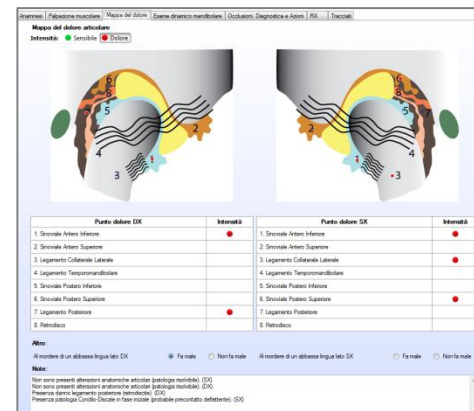 Anamnesi Palpazione muscolare Mappa del dolore Esame dinamico mandibolare Occlusioni, Diagnostica e Azioni RX Tracciati
Mappa del dolore articolare
Intensità: Sensibile Dolore
6 6
8 8
7 5 5 7
2 2
4 1 1 4
3 3
Punto dolore DX Intensità Punto dolore SX Intensità
1. Sinoviale Antero Inferiore 1. Sinoviale Antero Inferiore
2. Sinoviale Antero Superiore 2. Sinoviale Antero Superiore
3. Legamento Collaterale Laterale 3. Legamento Collaterale Laterale
4. Legamento Temporomandibolare 4. Legamento Temporomandibolare
5. Sinoviale Postero Inferiore 5. Sinoviale Postero Inferiore
6. Sinoviale Postero Superiore 6. Sinoviale Postero Superiore
7. Legamento Posteriore 7. Legamento Posteriore
8. Retrodisco 8. Retrodisco
Altro:
Al mordere di un abbassa lingua lato DX Fa male Non fa male Al mordere di un abbassa lingua lato SX Fa male Non fa male
Note:
Non sono presenti alterazioni anatomiche articolari (patologia risolvibile). (SX)
Non sono presenti alterazioni anatomiche articolari (patologia risolvibile). (DX)
Presenza danno legamento posteriore (retrodiscite). (DX)
Presenza patologia Condilo-Discale in fase iniziale (probabile precontatto deflettente). (SX)